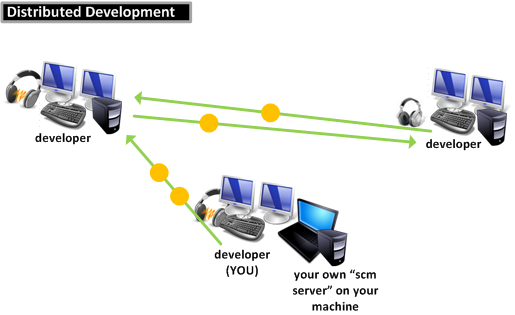 Distributed Development
developer
developer
developer
(YOU)
your own “scm
server” on your
machine